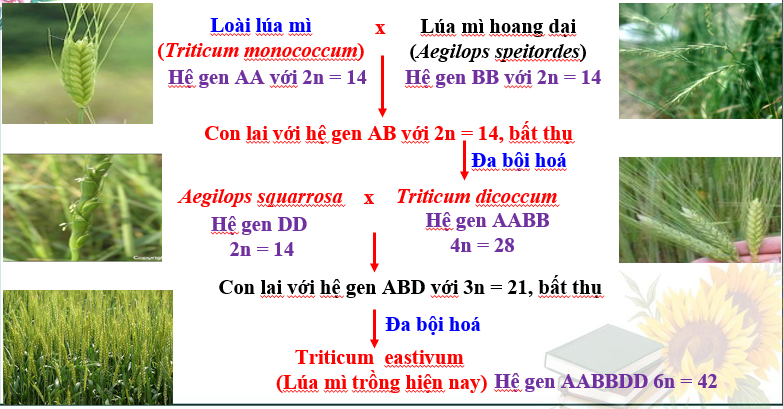 Loài lúa mì x Lúa mì hoang dại
(Triticum monococcum) (Aegilops speitordes)
Hệ gen AA với 2n = 14 Hệ gen BB với 2n = 14
Con lai với hệ gen AB với 2n = 14, bất thụ
Đa bội hoá
Aegilops squarrosa x Triticum dicoccum
Hệ gen DD Hệ gen AABB
2n = 14 4n = 28
Con lai với hệ gen ABD với 3n = 21, bất thụ
Đa bội hoá
Triticum eastivum
(Lúa mì trồng hiện nay) Hệ gen AABBDD 6n = 42